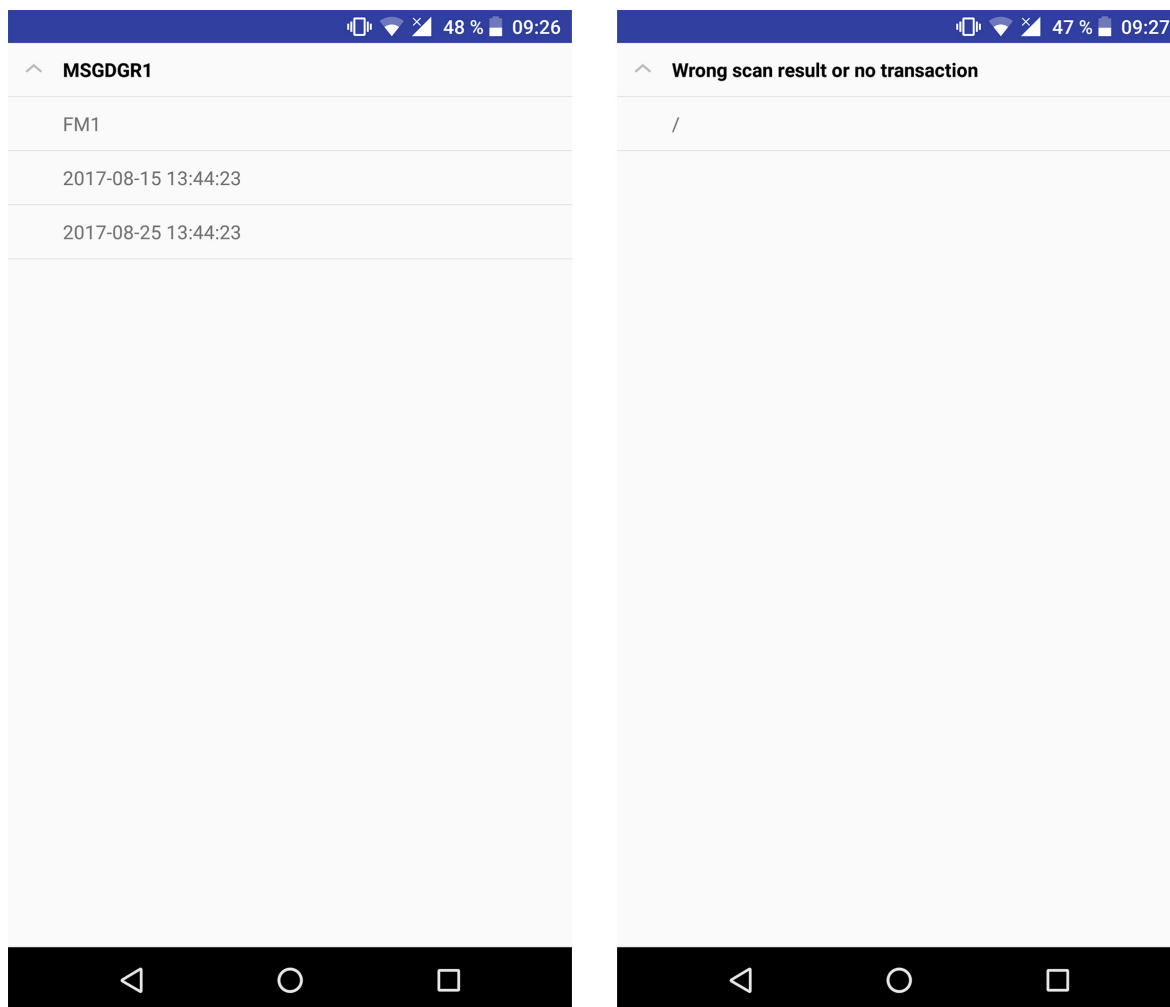 48 % 09:26
MSGDGR1
FM1
2017-08-15 13:44:23
2017-08-25 13:44:23
47 % 09:27
Wrong scan result or no transaction
/